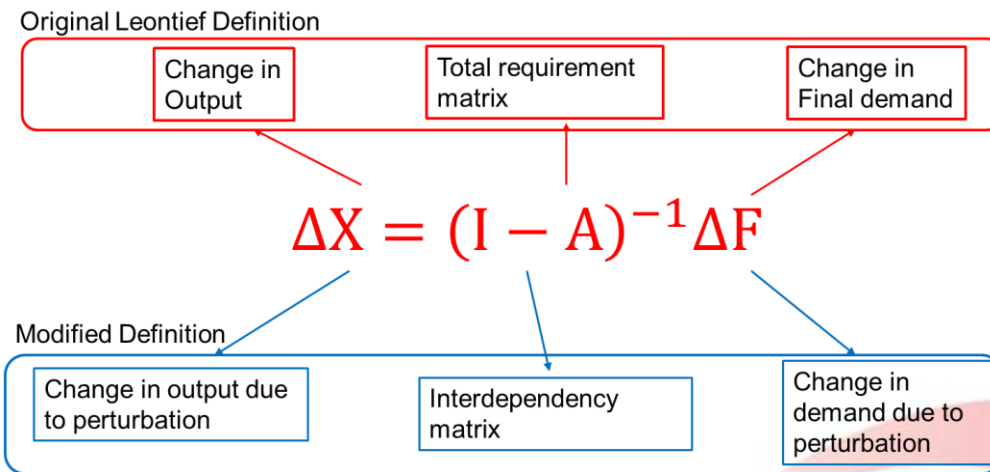 Original Leontief Definition
Change in
Output
Total requirement
matrix
Change in
Final demand
ΔX = (I − A)⁻¹ΔF
Modified Definition
Change in output due
to perturbation
Interdependency
matrix
Change in
demand due to
perturbation